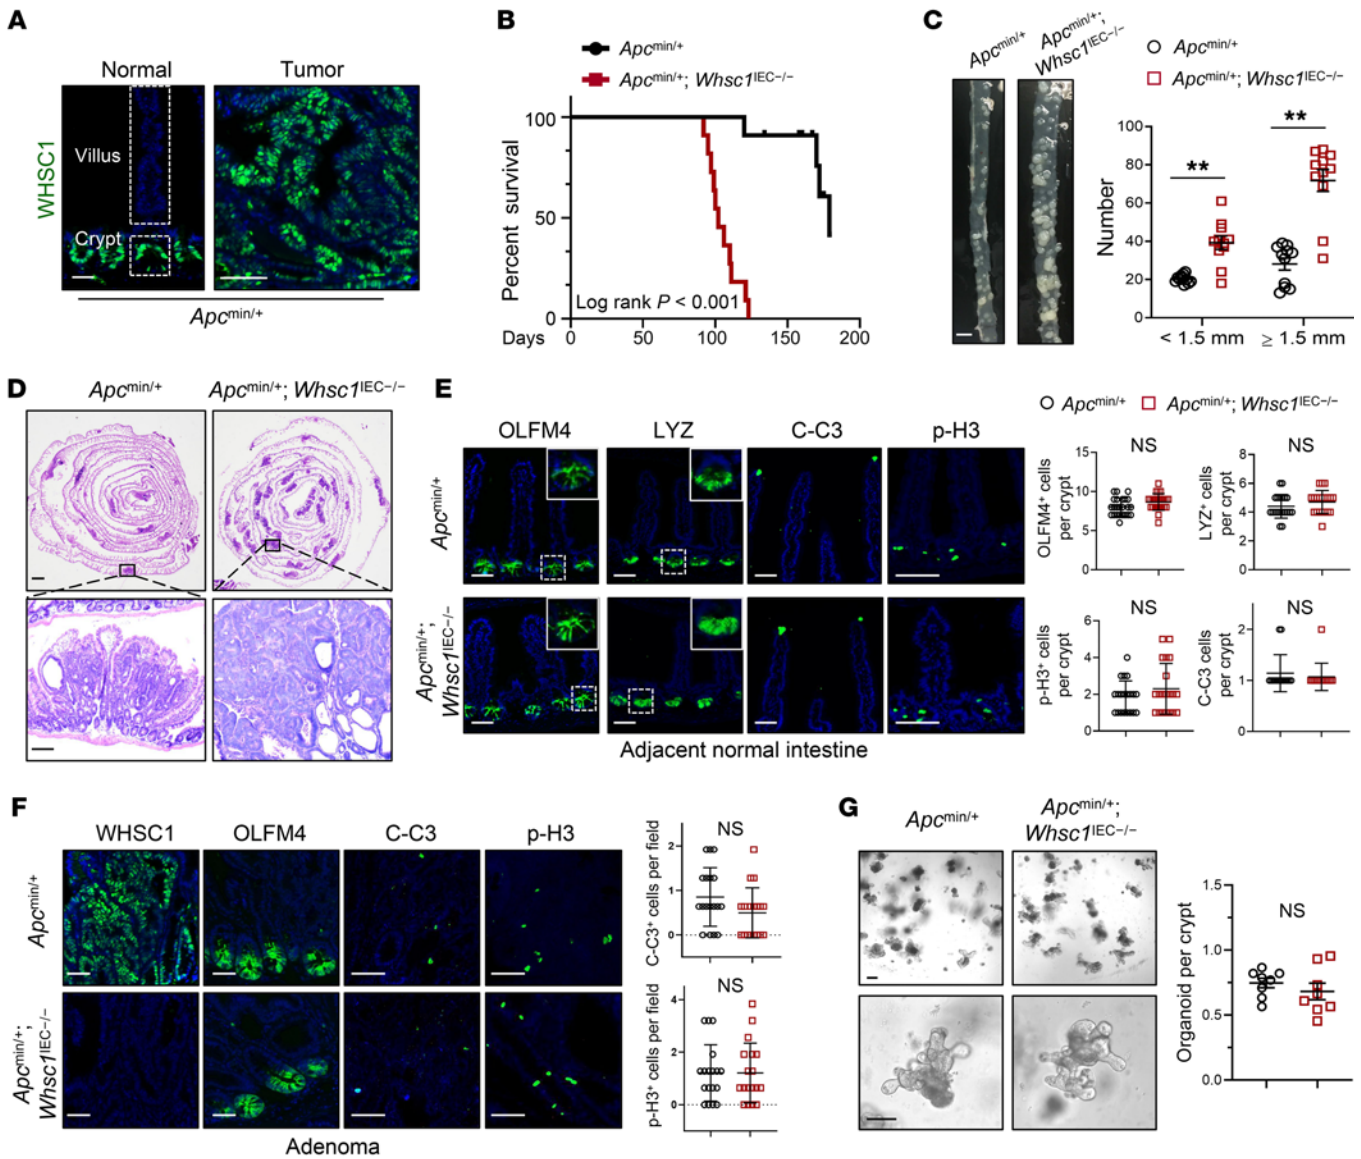 A
Normal
Tumor
WHSC1
Villus
Crypt
Apcmin/+
B
Apcmin/+
Apcmin/+; Whsc1IEC−/−
Percent survival
100
50
0
Log rank P < 0.001
Days
0
50
100
150
200
C
Apcmin/+
Apcmin/+;
Whsc1IEC−/−
Apcmin/+
Apcmin/+; Whsc1IEC−/−
Number
100
80
60
40
20
0
**
**
< 1.5 mm
≥ 1.5 mm
D
Apcmin/+
Apcmin/+; Whsc1IEC−/−
E
OLFM4
LYZ
C-C3
p-H3
Apcmin/+
Apcmin/+;
Whsc1IEC−/−
Adjacent normal intestine
Apcmin/+
Apcmin/+; Whsc1IEC−/−
NS
OLFM4+ cells
per crypt
15
10
5
0
NS
LYZ+ cells
per crypt
8
6
4
2
0
NS
p-H3+ cells
per crypt
6
4
2
0
NS
C-C3 cells
per crypt
2
1
0
F
WHSC1
OLFM4
C-C3
p-H3
Apcmin/+
Apcmin/+;
Whsc1IEC−/−
Adenoma
NS
C-C3+ cells per field
2
1
0
NS
p-H3+ cells per field
4
2
0
G
Apcmin/+
Apcmin/+;
Whsc1IEC−/−
NS
Organoid per crypt
1.5
1.0
0.5
0.0